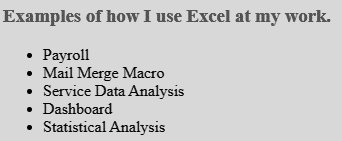 Examples of how I use Excel at my work.
Payroll
Mail Merge Macro
Service Data Analysis
Dashboard
Statistical Analysis